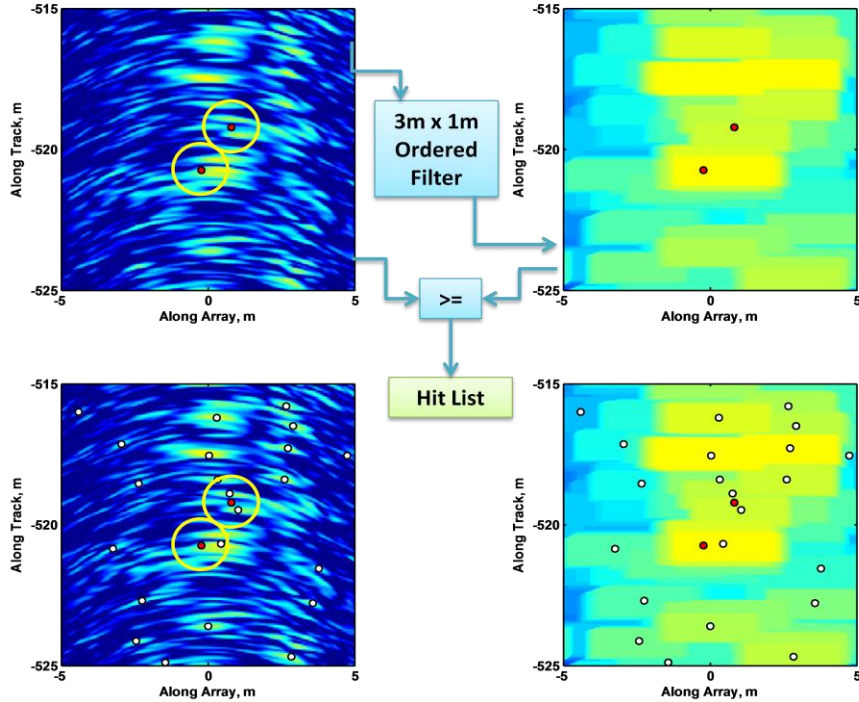 -515
-520
-525
Along Track, m
-5
0
5
Along Array, m
3m x 1m
Ordered
Filter
-515
-520
-525
Along Track, m
-5
0
5
Along Array, m
>=
Hit List
-515
-520
-525
Along Track, m
-5
0
5
Along Array, m
-515
-520
-525
Along Track, m
-5
0
5
Along Array, m